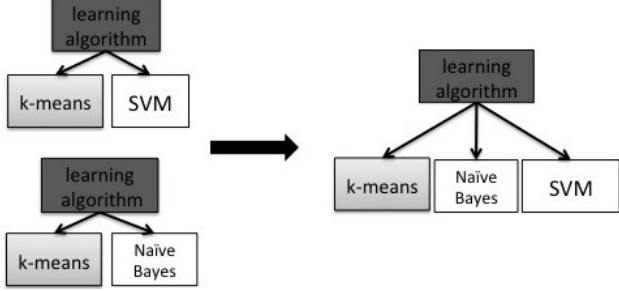 learning
algorithm
k-means
SVM
learning
algorithm
k-means
Naïve
Bayes
learning
algorithm
k-means
Naïve
Bayes
SVM